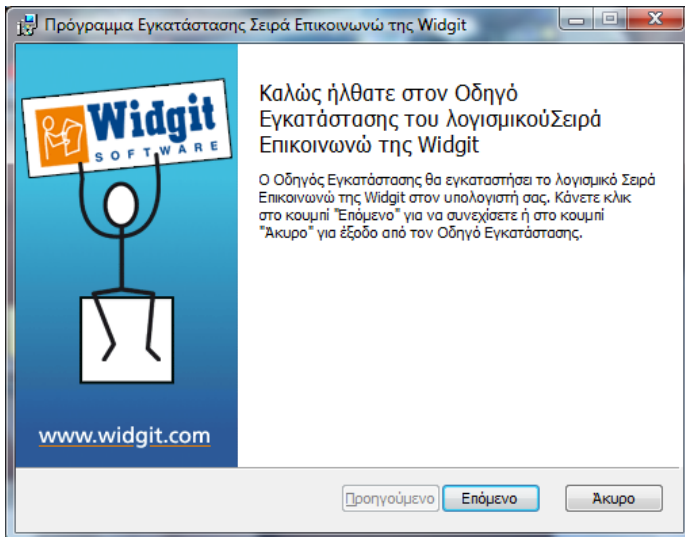 Πρόγραμμα Εγκατάστασης Σειρά Επικοινωνώ της Widgit
Widgit
SOFTWARE
Καλώς ήλθατε στον Οδηγό
Εγκατάστασης του λογισμικούΣειρά
Επικοινωνώ της Widgit
Ο Οδηγός Εγκατάστασης θα εγκαταστήσει το λογισμικό Σειρά
Επικοινωνώ της Widgit στον υπολογιστή σας. Κάνετε κλικ
στο κουμπί "Επόμενο" για να συνεχίσετε ή στο κουμπί
"Άκυρο" για έξοδο από τον Οδηγό Εγκατάστασης.
www.widgit.com
Προηγούμενο Επόμενο Άκυρο